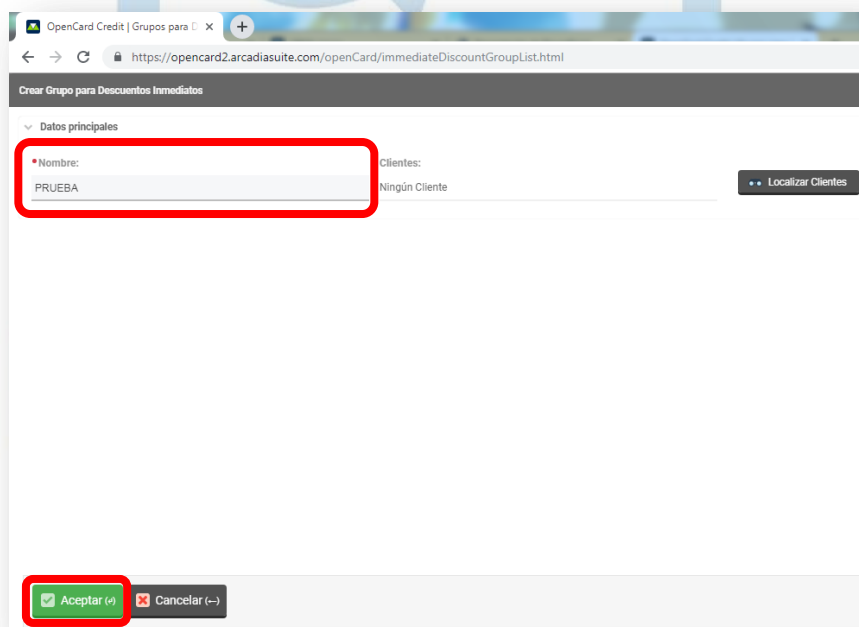 OpenCard Credit | Grupos para D
https://opencard2.arcadiasuite.com/openCard/immediateDiscountGroupList.html
Crear Grupo para Descuentos Inmediatos
Datos principales
•Nombre: Clientes:
PRUEBA Ningún Cliente Localizar Clientes
Aceptar (↵) Cancelar (←)